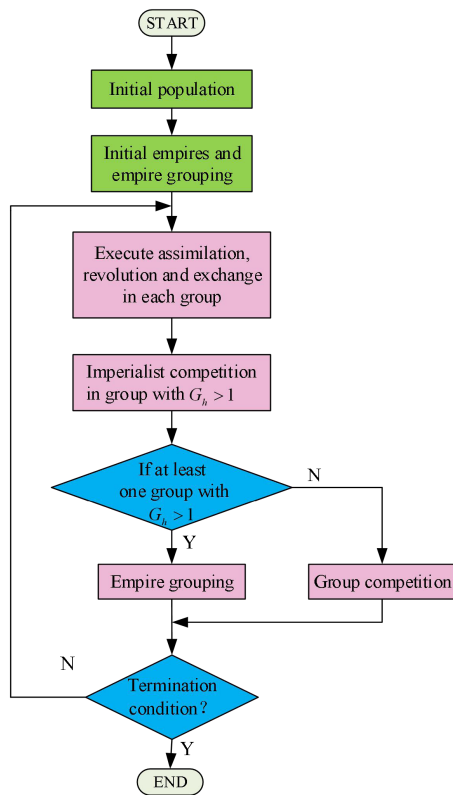 START
Initial population
Initial empires and
empire grouping
Execute assimilation,
revolution and exchange
in each group
Imperialist competition
in group with G_h > 1
If at least
one group with
G_h > 1
N
Y
Empire grouping
Group competition
N
Termination
condition?
Y
END